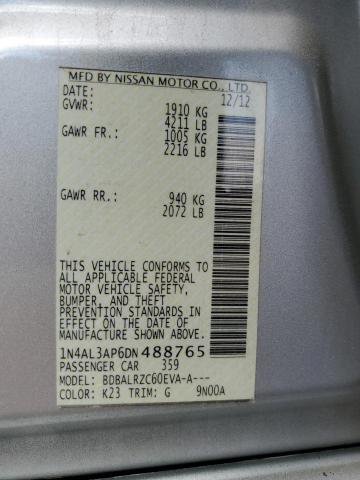 MFD BY NISSAN MOTOR CO., LTD.
DATE: 12/12
GVWR: 1910 KG
4211 LB
GAWR FR.: 1005 KG
2216 LB
GAWR RR.: 940 KG
2072 LB
THIS VEHICLE CONFORMS TO
ALL APPLICABLE FEDERAL
MOTOR VEHICLE SAFETY,
BUMPER, AND THEFT
PREVENTION STANDARDS
IN EFFECT ON THE DATE OF
MANUFACTURE SHOWN ABOVE.
1N4AL3AP6DN488765
PASSENGER CAR 359
MODEL: BDBALRZC60EVA-A---
COLOR: K23 TRIM: G 9N00A